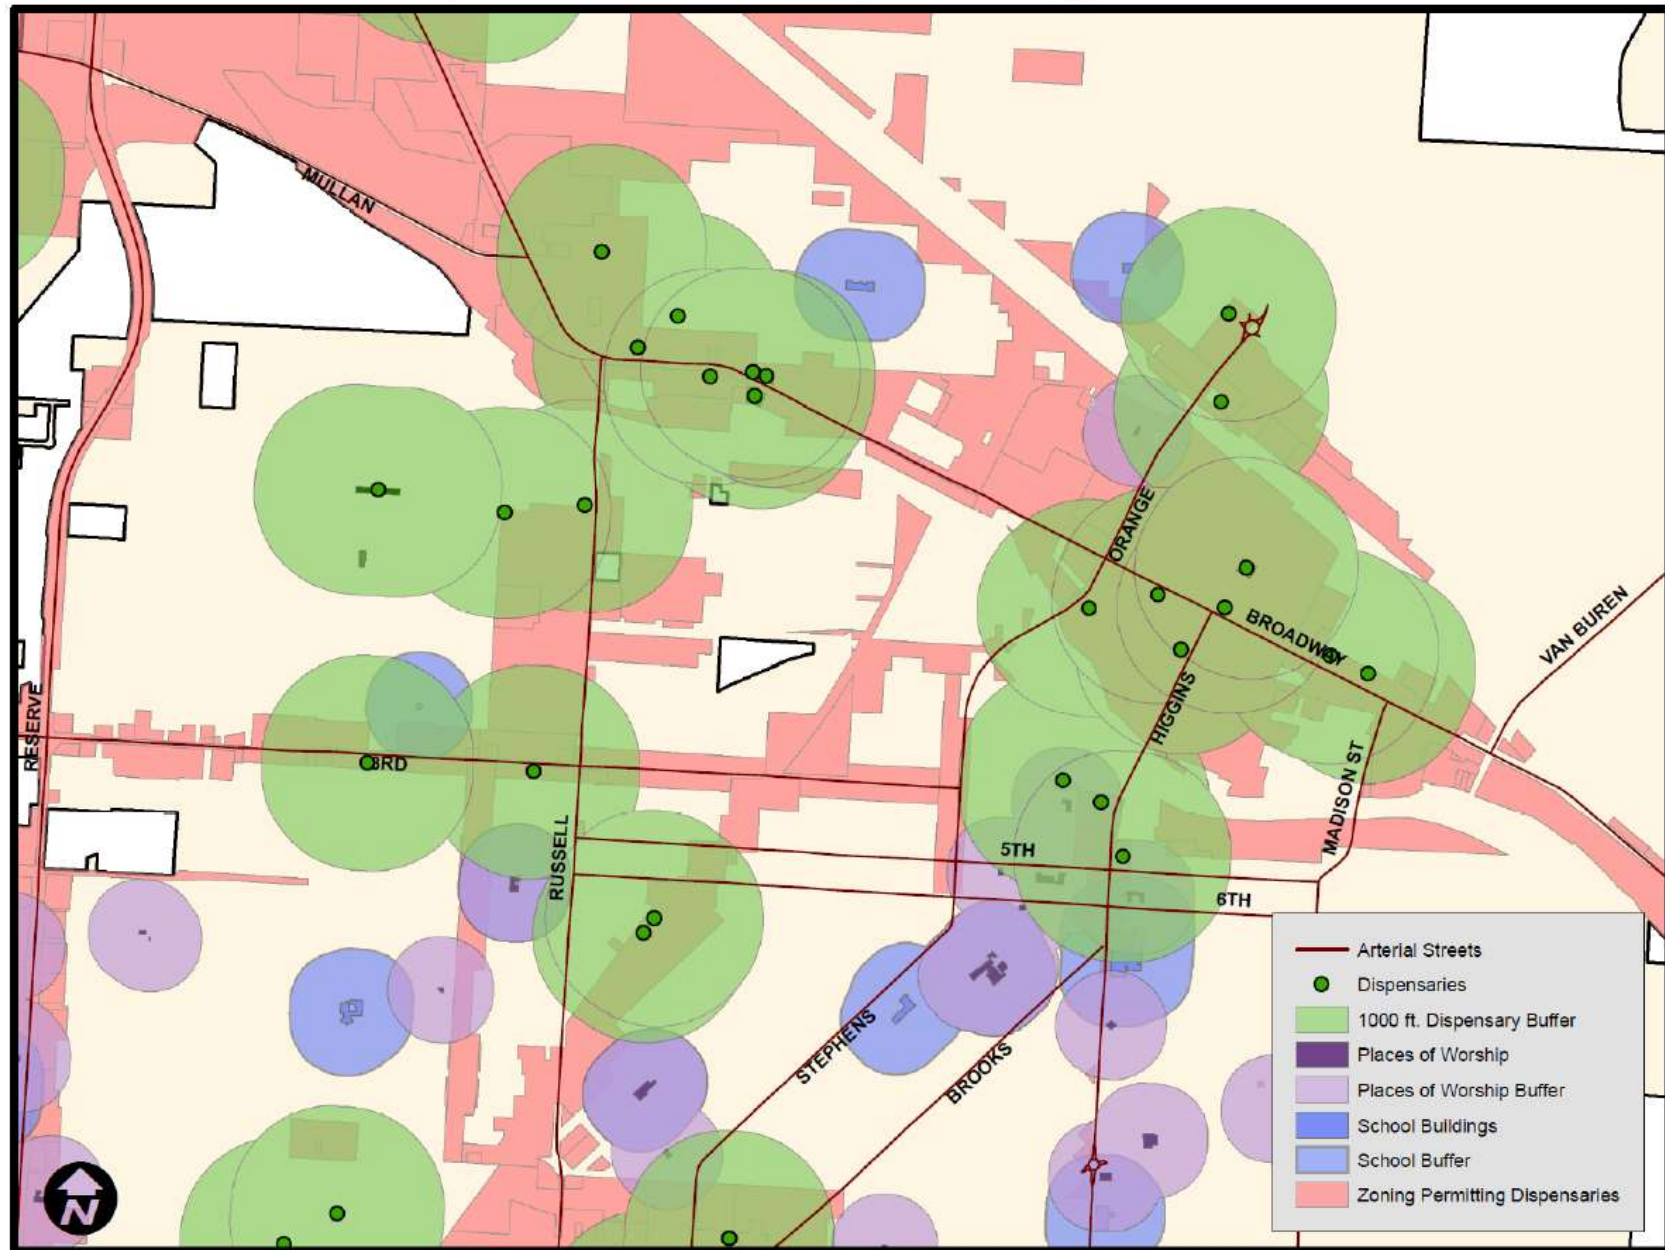 MULLAN
ORANGE
BROADWAY
VAN BUREN
HIGGINS
RESERVE
3RD
MADISON ST
RUSSELL
5TH
6TH
STEPHENS
BROOKS
N
Arterial Streets
Dispensaries
1000 ft. Dispensary Buffer
Places of Worship
Places of Worship Buffer
School Buildings
School Buffer
Zoning Permitting Dispensaries